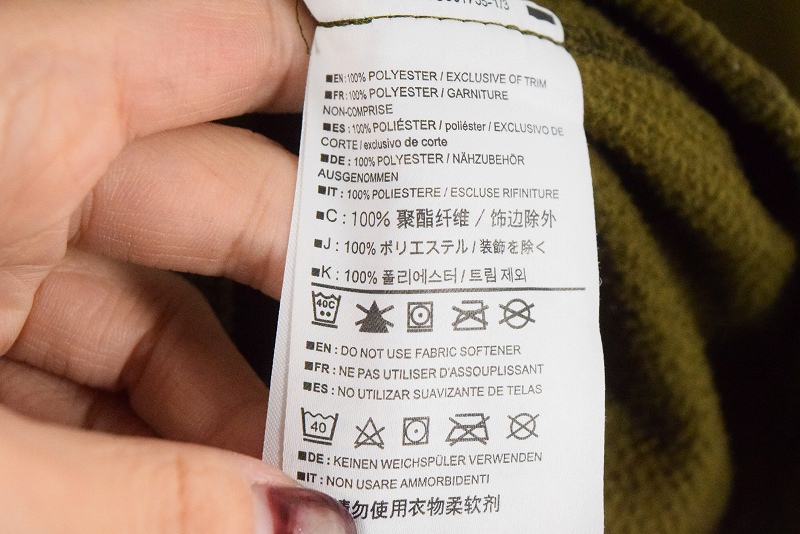 ■EN:100% POLYESTER / EXCLUSIVE OF TRIM
■FR:100% POLYESTER / GARNITURE
NON-COMPRISE
■ES:100% POLIÉSTER / poliéster / EXCLUSIVO DE
CORTE / exclusivo de corte
■DE:100% POLYESTER / NÄHZUBEHÖR
AUSGENOMMEN
■IT:100% POLIESTERE / ESCLUSE RIFINITURE
■C:100% 聚酯纤维 / 饰边除外
■J:100% ポリエステル / 装飾を除く
■K:100% 폴리에스터 / 트림 제외
40C
■EN: DO NOT USE FABRIC SOFTENER
■FR: NE PAS UTILISER D'ASSOUPLISSANT
■ES: NO UTILIZAR SUAVIZANTE DE TELAS
40
■DE: KEINEN WEICHSPÜLER VERWENDEN
■IT: NON USARE AMMORBIDENTI
请勿使用衣物柔软剂